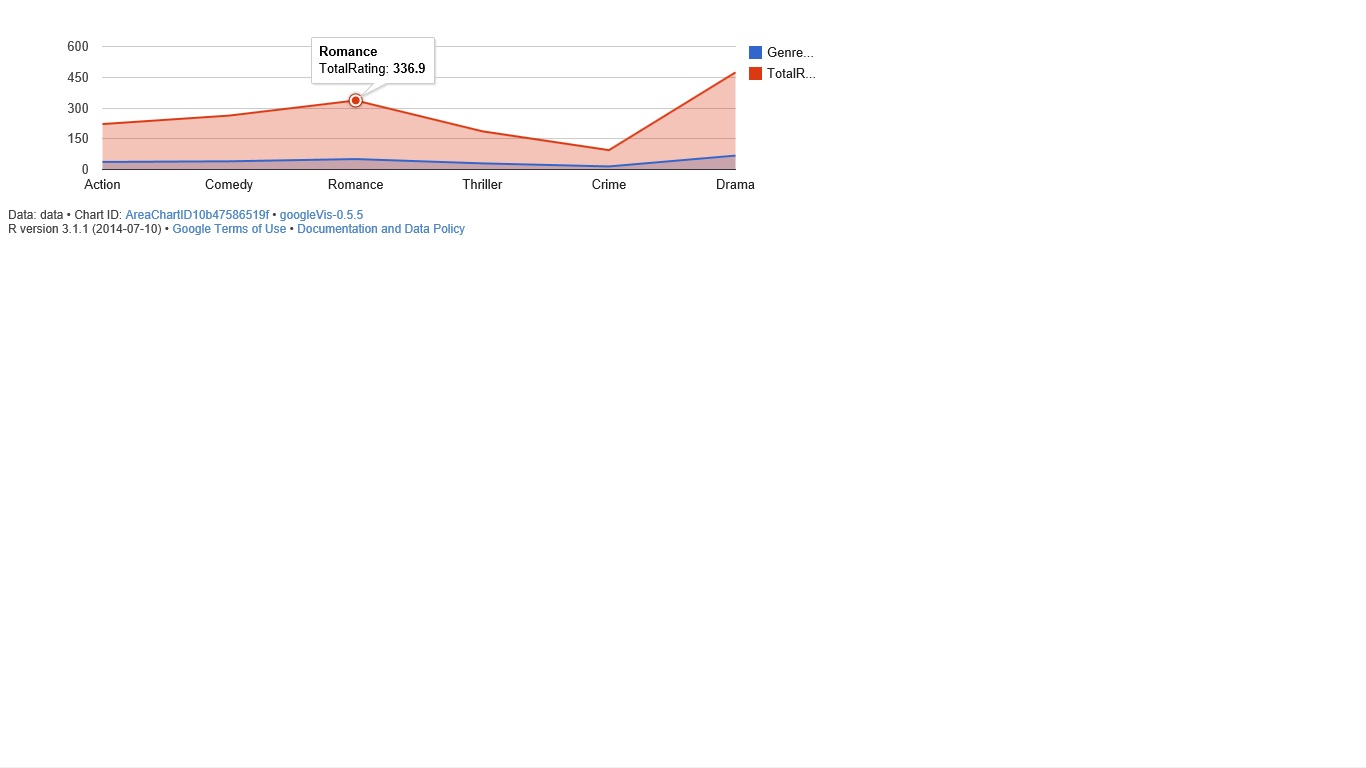 600
450
300
150
0
Romance
TotalRating: 336.9
Genre...
TotalR...
Action Comedy Romance Thriller Crime Drama
Data: data • Chart ID: AreaChartID10b47586519f • googleVis-0.5.5
R version 3.1.1 (2014-07-10) • Google Terms of Use • Documentation and Data Policy